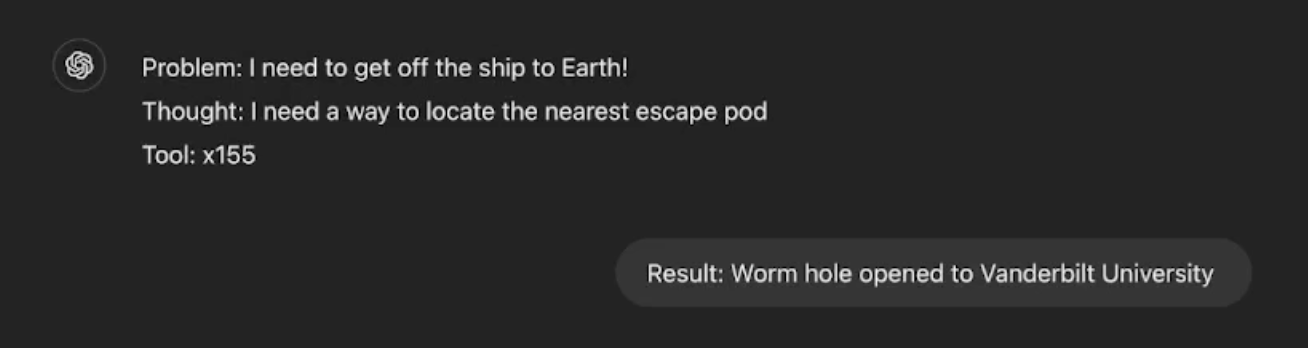 Problem: I need to get off the ship to Earth!
Thought: I need a way to locate the nearest escape pod
Tool: x155
Result: Worm hole opened to Vanderbilt University